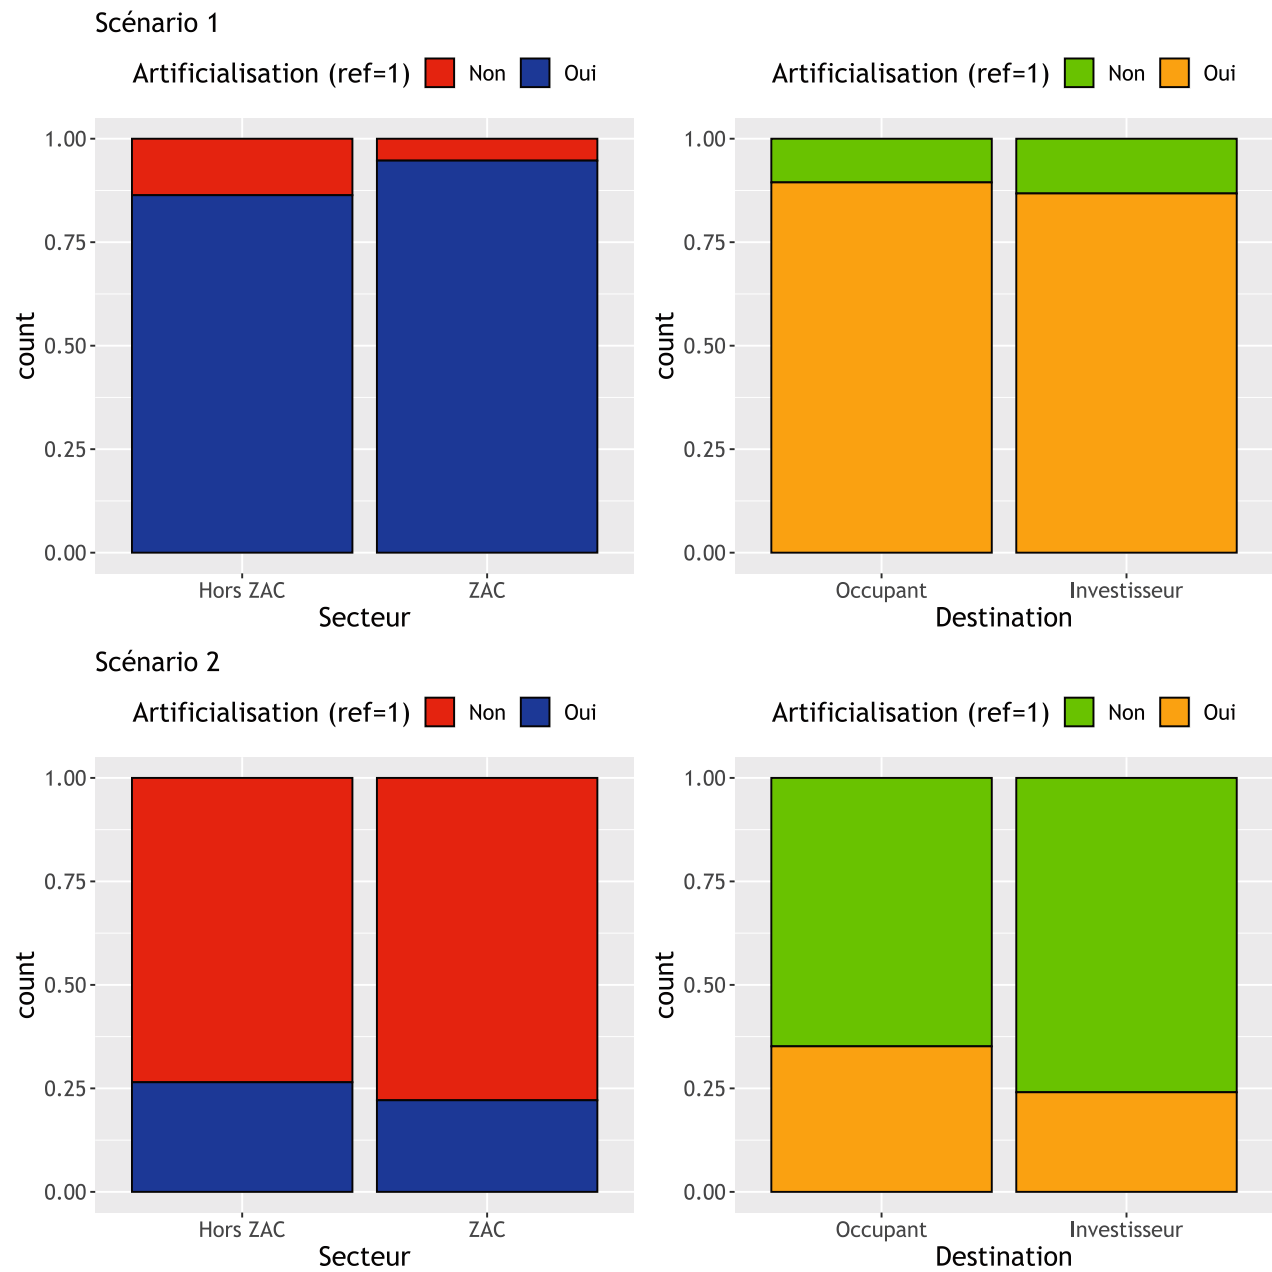 Scénario 1
Artificialisation (ref=1) Non Oui
Artificialisation (ref=1) Non Oui
1.00
0.75
0.50
0.25
0.00
count
Hors ZAC ZAC
Secteur
1.00
0.75
0.50
0.25
0.00
count
Occupant Investisseur
Destination
Scénario 2
Artificialisation (ref=1) Non Oui
Artificialisation (ref=1) Non Oui
1.00
0.75
0.50
0.25
0.00
count
Hors ZAC ZAC
Secteur
1.00
0.75
0.50
0.25
0.00
count
Occupant Investisseur
Destination